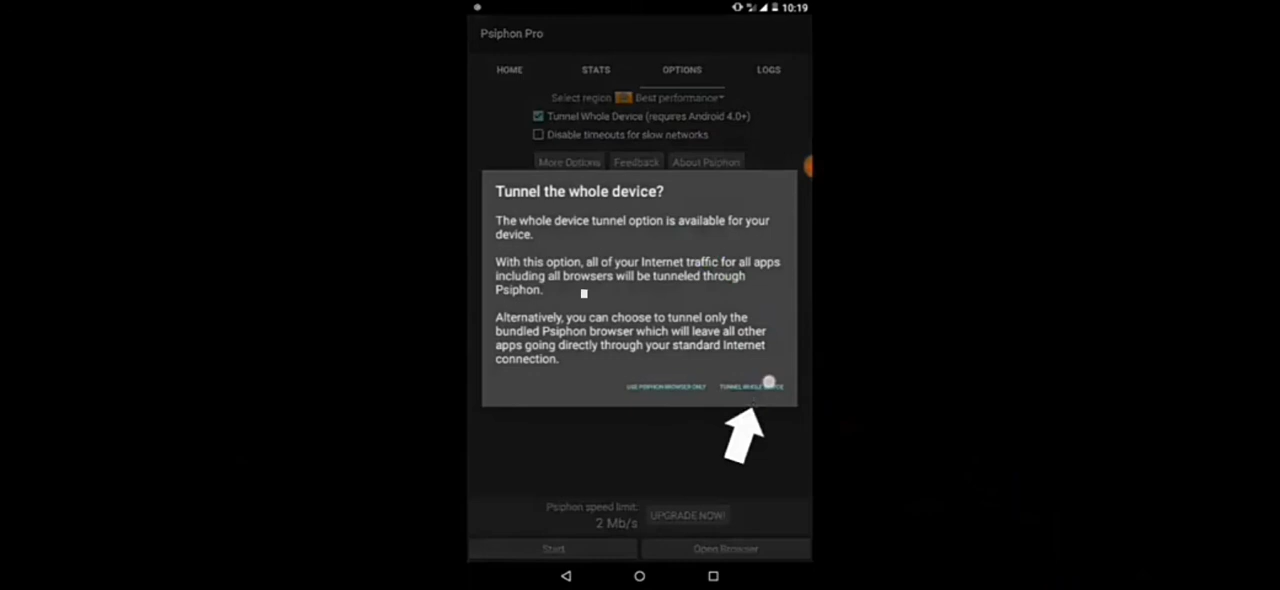 10:19
Psiphon Pro
HOME STATS OPTIONS LOGS
Select region Best performance
Tunnel Whole Device (requires Android 4.0+)
Disable timeouts for slow networks
More Options Feedback About Psiphon
Tunnel the whole device?
The whole device tunnel option is available for your
device.
With this option, all of your Internet traffic for all apps
including all browsers will be tunneled through
Psiphon.
Alternatively, you can choose to tunnel only the
bundled Psiphon browser which will leave all other
apps going directly through your standard Internet
connection.
USE PSIPHON BROWSER ONLY TUNNEL WHOLE DEVICE
Psiphon speed limit:
2 Mb/s
UPGRADE NOW!
Start Open Browser